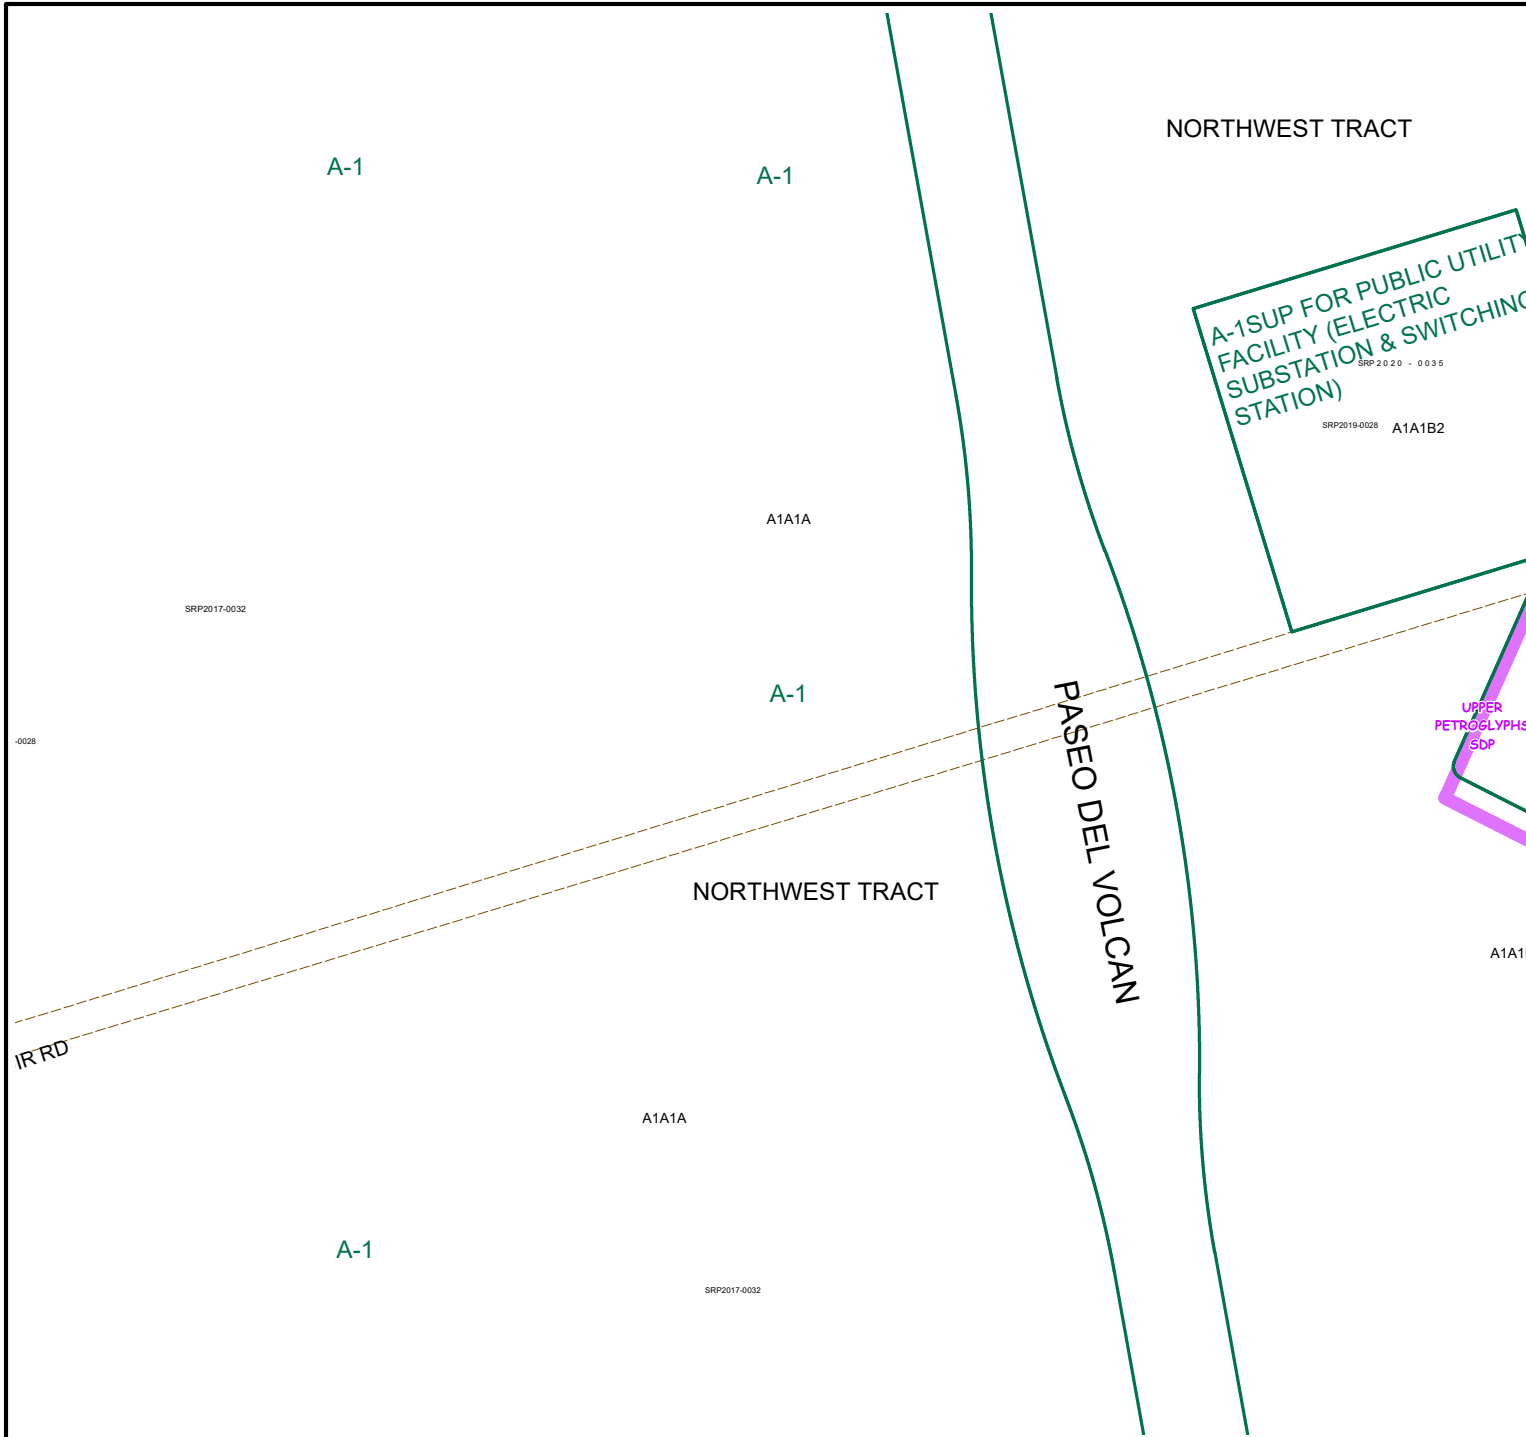 NORTHWEST TRACT
A-1
A-1
A-1SUP FOR PUBLIC UTILITY
FACILITY (ELECTRIC
SUBSTATION & SWITCHING
STATION)
SRP2020 - 0035
SRP2019-0028
A1A1B2
A1A1A
SRP2017-0032
A-1
-0028
UPPER
PETROGLYPHS
SDP
PASEO DEL VOLCAN
NORTHWEST TRACT
A1A1
IR RD
A1A1A
A-1
SRP2017-0032